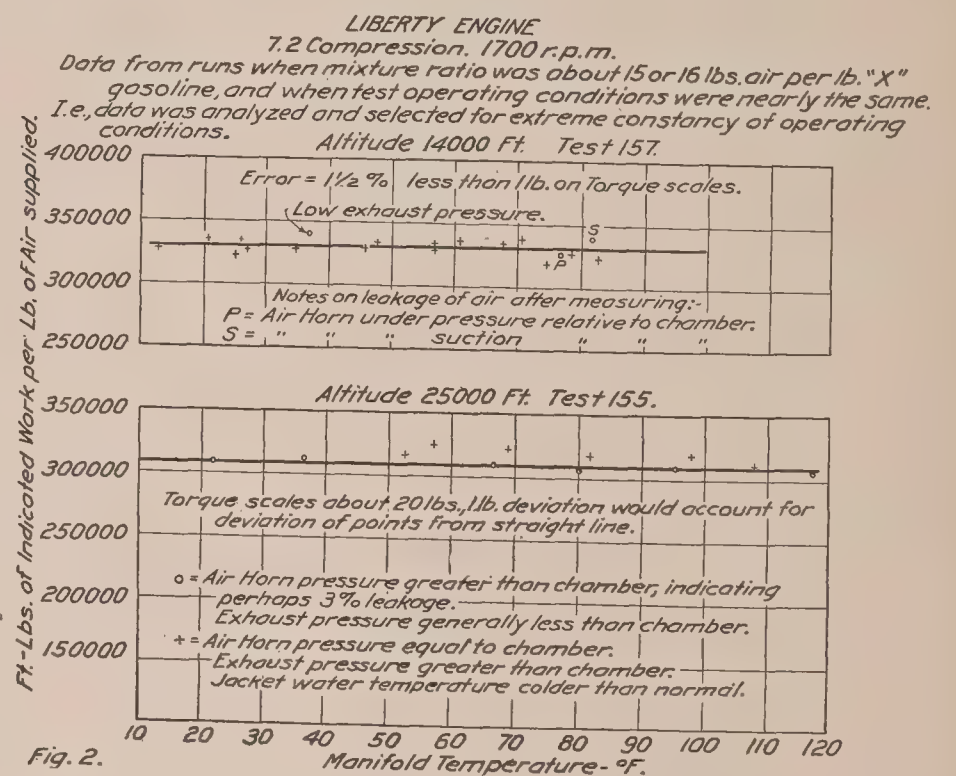 LIBERTY ENGINE
7.2 Compression. 1700 r.p.m.
Data from runs when mixture ratio was about 15 or 16 lbs. air per lb. "X"
gasoline, and when test operating conditions were nearly the same.
I.e., data was analyzed and selected for extreme constancy of operating
conditions.
Altitude 14000 Ft. Test 157.
Ft.-Lbs. of Indicated Work per Lb. of Air supplied.
400000
Error = 1 1/2 % less than 1 lb. on Torque scales.
Low exhaust pressure.
350000
S
P
300000
Notes on leakage of air after measuring:-
P = Air Horn under pressure relative to chamber.
S = " " " suction " " "
250000
Altitude 25000 Ft. Test 155.
350000
300000
Torque scales about 20 lbs., 1 lb. deviation would account for
deviation of points from straight line.
250000
o = Air Horn pressure greater than chamber, indicating
200000
perhaps 3% leakage.
Exhaust pressure generally less than chamber.
+ = Air Horn pressure equal to chamber.
150000
Exhaust pressure greater than chamber.
Jacket water temperature colder than normal.
10 20 30 40 50 60 70 80 90 100 110 120
Manifold Temperature - °F.
Fig. 2.